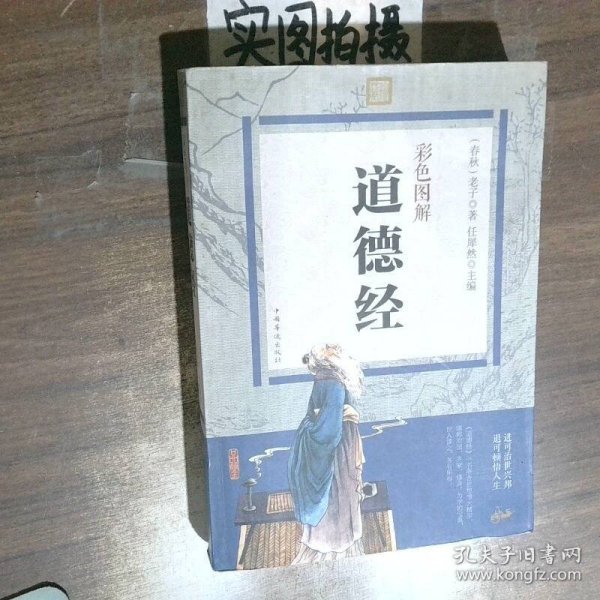 实图拍摄
彩色图解
道德经
（春秋）老子◎著 任犀然◎主编
中国华侨出版社
进可治世兴邦
退可顿悟人生
孔夫子旧书网
www.kongfz.com